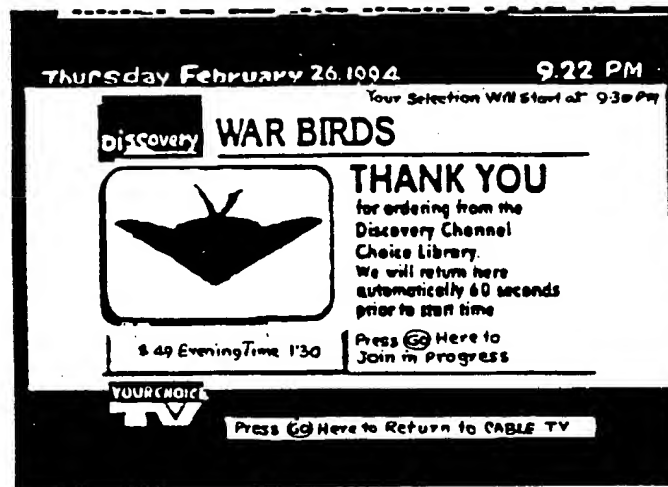 Thursday February 26.1994 9.22 PM
Your Selection Will Start at 9:30 PM
Discovery WAR BIRDS
THANK YOU
for ordering from the
Discovery Channel
Choice Library.
We will return here
automatically 60 seconds
prior to start time
$ .49 Evening Time 1'30
Press GO Here to
Join in Progress
YOUR CHOICE
TV
Press GO Here to Return to CABLE TV